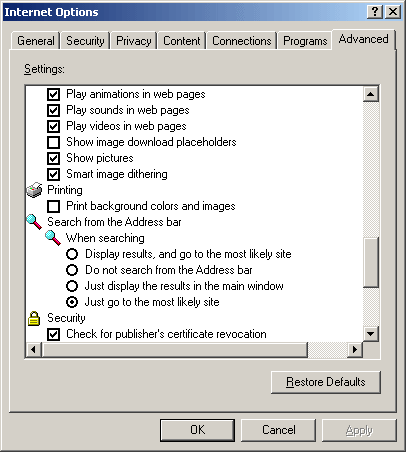 Internet Options
General Security Privacy Content Connections Programs Advanced
Settings:
Play animations in web pages
Play sounds in web pages
Play videos in web pages
Show image download placeholders
Show pictures
Smart image dithering
Printing
Print background colors and images
Search from the Address bar
When searching
Display results, and go to the most likely site
Do not search from the Address bar
Just display the results in the main window
Just go to the most likely site
Security
Check for publisher's certificate revocation
Restore Defaults
OK Cancel Apply